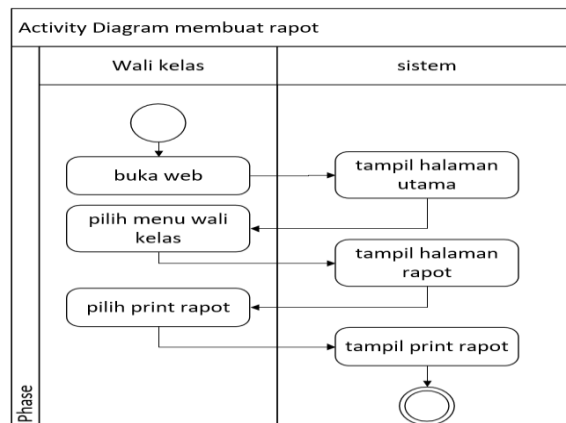 Activity Diagram membuat rapot
Wali kelas
sistem
buka web
tampil halaman
utama
pilih menu wali
kelas
tampil halaman
rapot
pilih print rapot
tampil print rapot
Phase